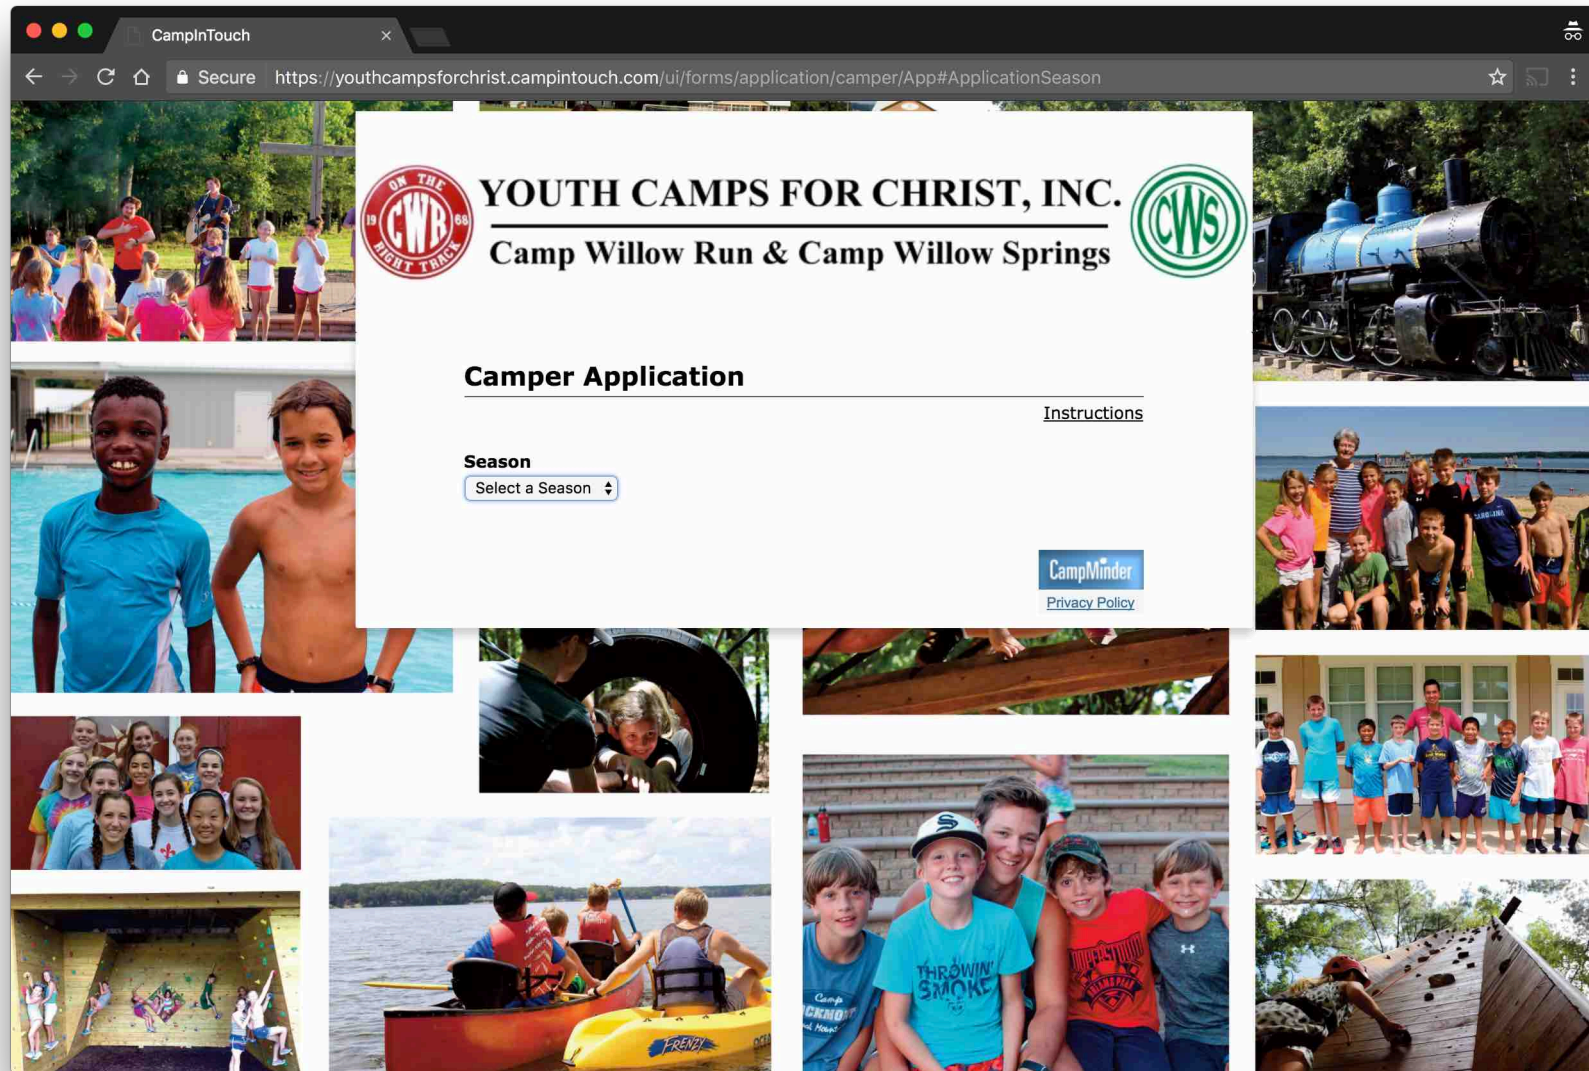 CampInTouch
Secure https://youthcampsforchrist.campintouch.com/ui/forms/application/camper/App#ApplicationSeason
ON THE
19 CWR 68
RIGHT TRACK
YOUTH CAMPS FOR CHRIST, INC.
Camp Willow Run & Camp Willow Springs
CWS
Camper Application
Instructions
Season
Select a Season
CampMinder
Privacy Policy
CAROLINA
S
THROWIN'
SMOKE
Camp
FRENZY